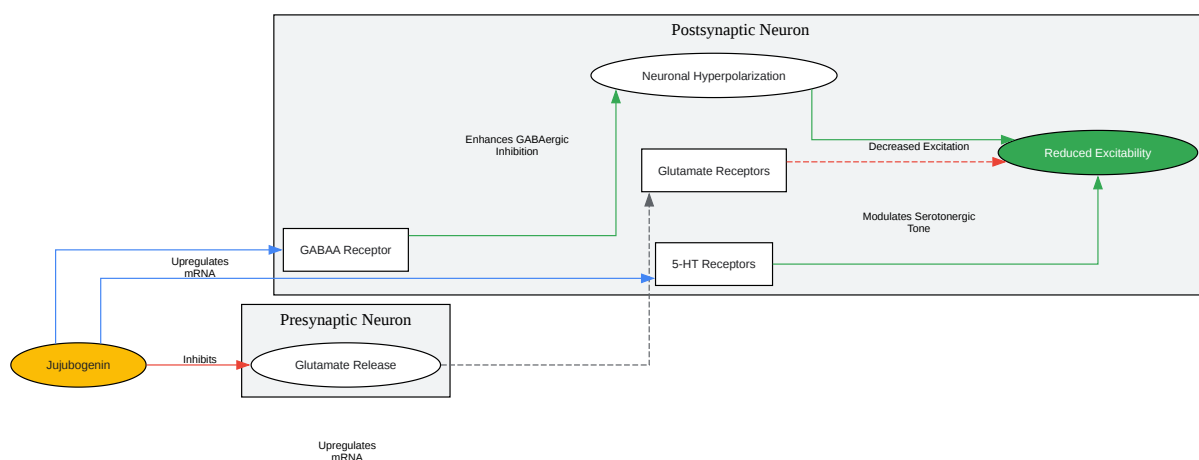 Postsynaptic Neuron
Neuronal Hyperpolarization
Enhances GABAergic
Inhibition
Decreased Excitation
Reduced Excitability
Glutamate Receptors
Modulates Serotonergic
Tone
GABAA Receptor
Upregulates
mRNA
5-HT Receptors
Presynaptic Neuron
Jujubogenin
Inhibits
Glutamate Release
Upregulates
mRNA